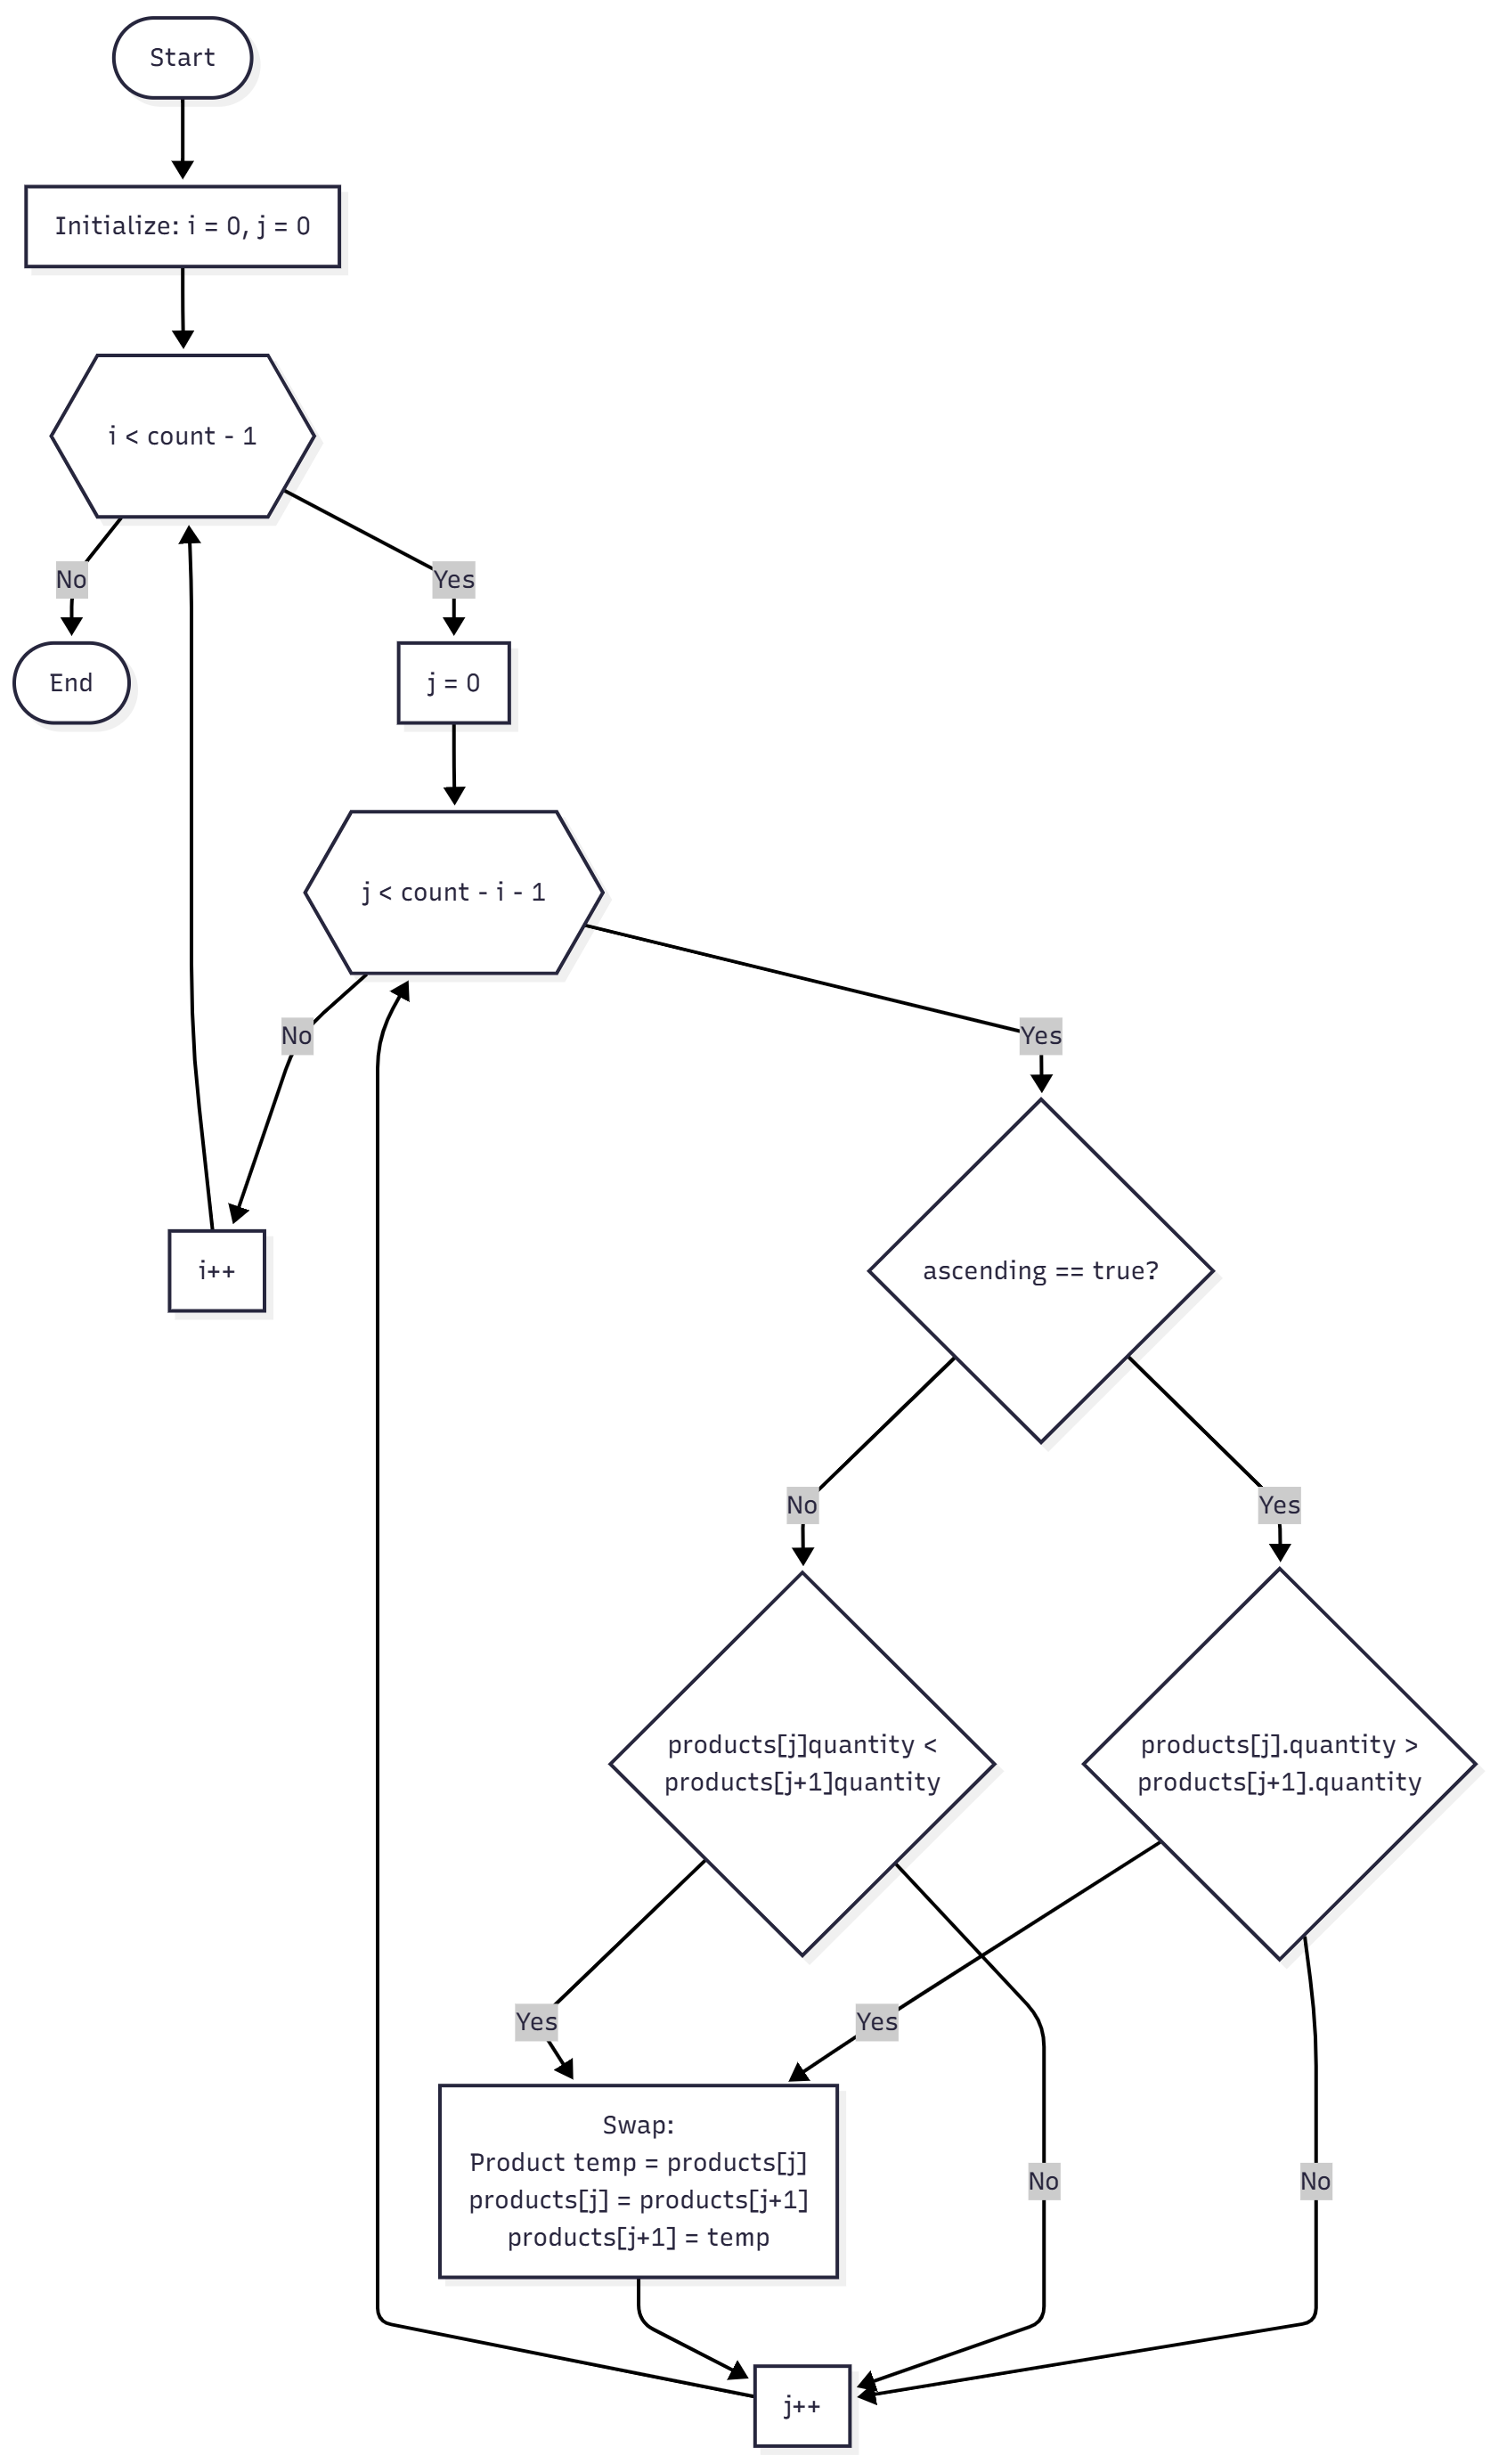 Start
Initialize: i = 0, j = 0
i < count - 1
No
Yes
End
j = 0
j < count - i - 1
No
Yes
i++
ascending == true?
No
Yes
products[j]quantity <
products[j+1]quantity
products[j].quantity >
products[j+1].quantity
Yes
Yes
Swap:
Product temp = products[j]
products[j] = products[j+1]
products[j+1] = temp
No
No
j++